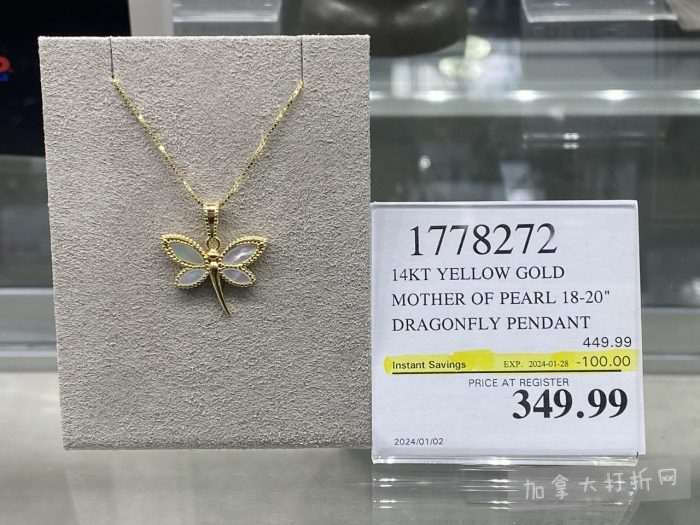 1778272
14KT YELLOW GOLD
MOTHER OF PEARL 18-20"
DRAGONFLY PENDANT
449.99
Instant Savings EXP. 2024-01-28 -100.00
PRICE AT REGISTER
349.99
2024/01/02
加拿大打折网